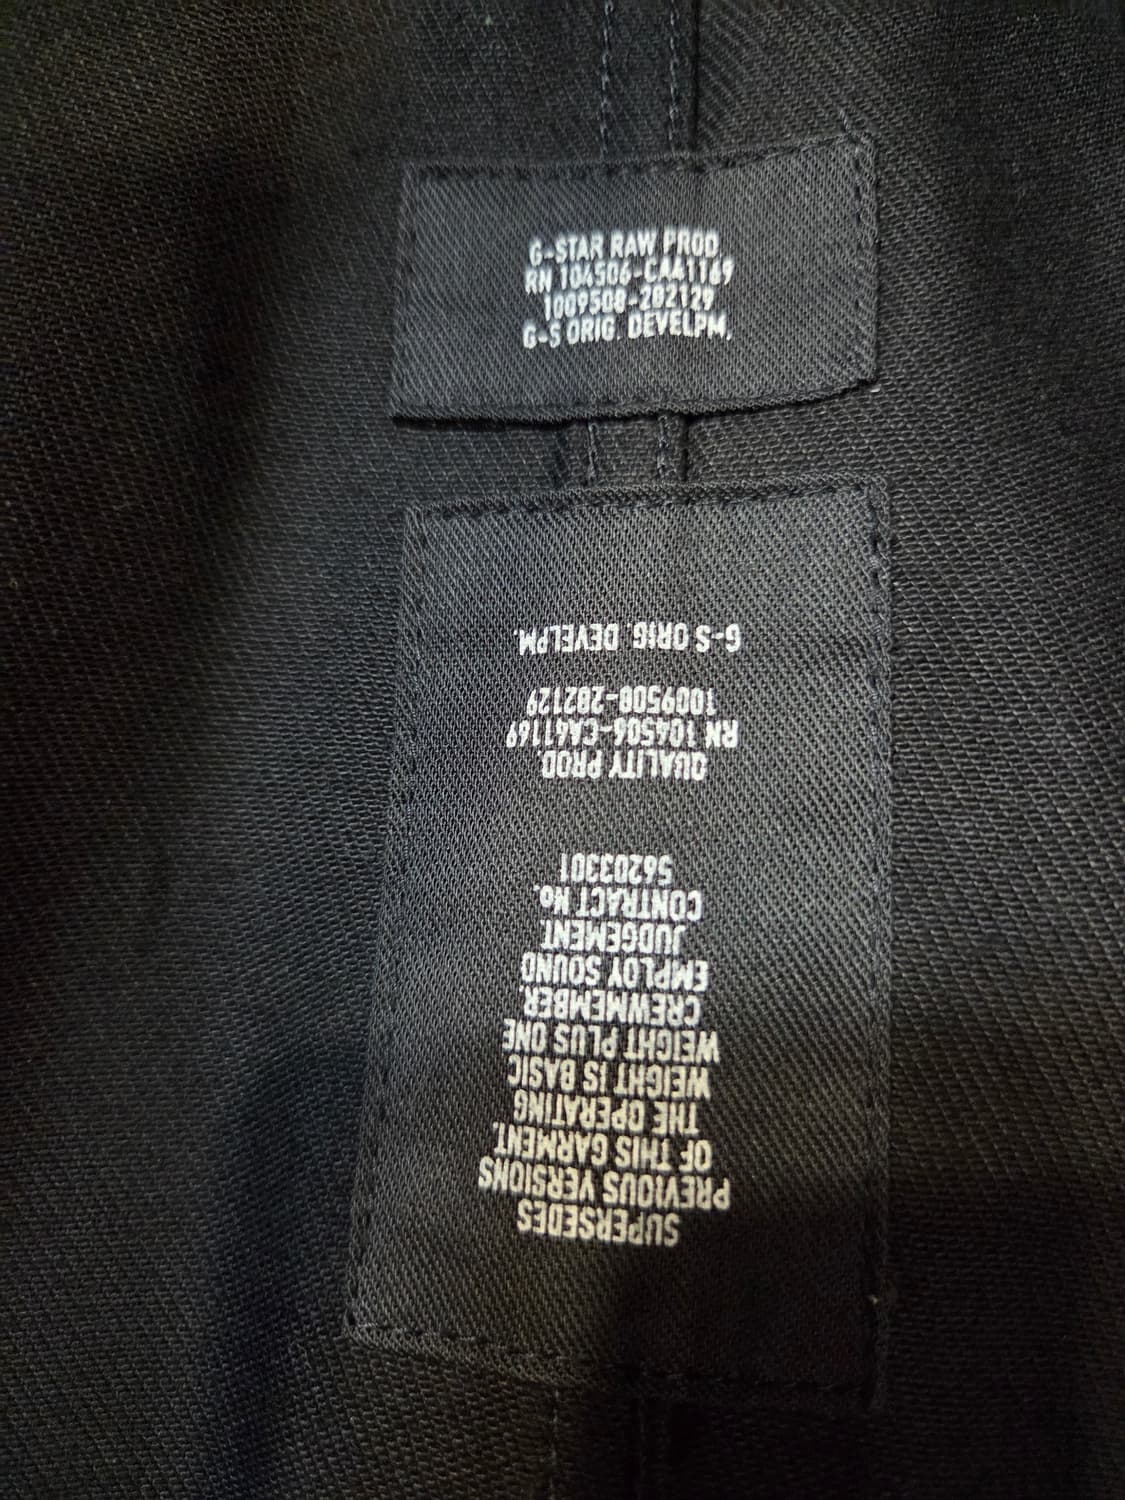 G-STAR RAW PROD
RN 104506-CA41169
1009508-282129
G-S ORIG. DEVELPM.
SUPERSEDES
PREVIOUS VERSIONS
OF THIS GARMENT.
THE OPERATING
WEIGHT IS BASIC
WEIGHT PLUS ONE
CREWMEMBER
EMPLOY SOUND
JUDGEMENT
CONTRACT No.
56203301
QUALITY PROD.
RN 104506-CA41169
1009508-282129
G-S ORIG. DEVELPM.